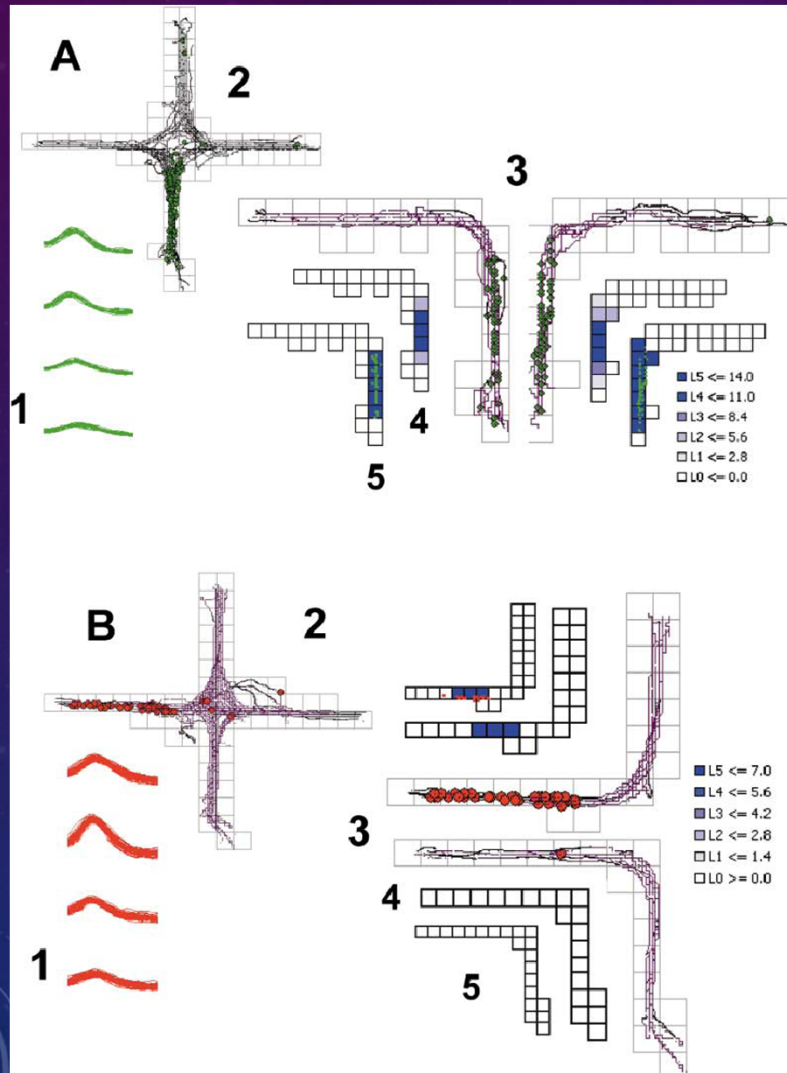 A
2
3
1
4
5
L5 <= 14.0
L4 <= 11.0
L3 <= 8.4
L2 <= 5.6
L1 <= 2.8
L0 <= 0.0
B
2
3
1
4
5
L5 <= 7.0
L4 <= 5.6
L3 <= 4.2
L2 <= 2.8
L1 <= 1.4
L0 >= 0.0